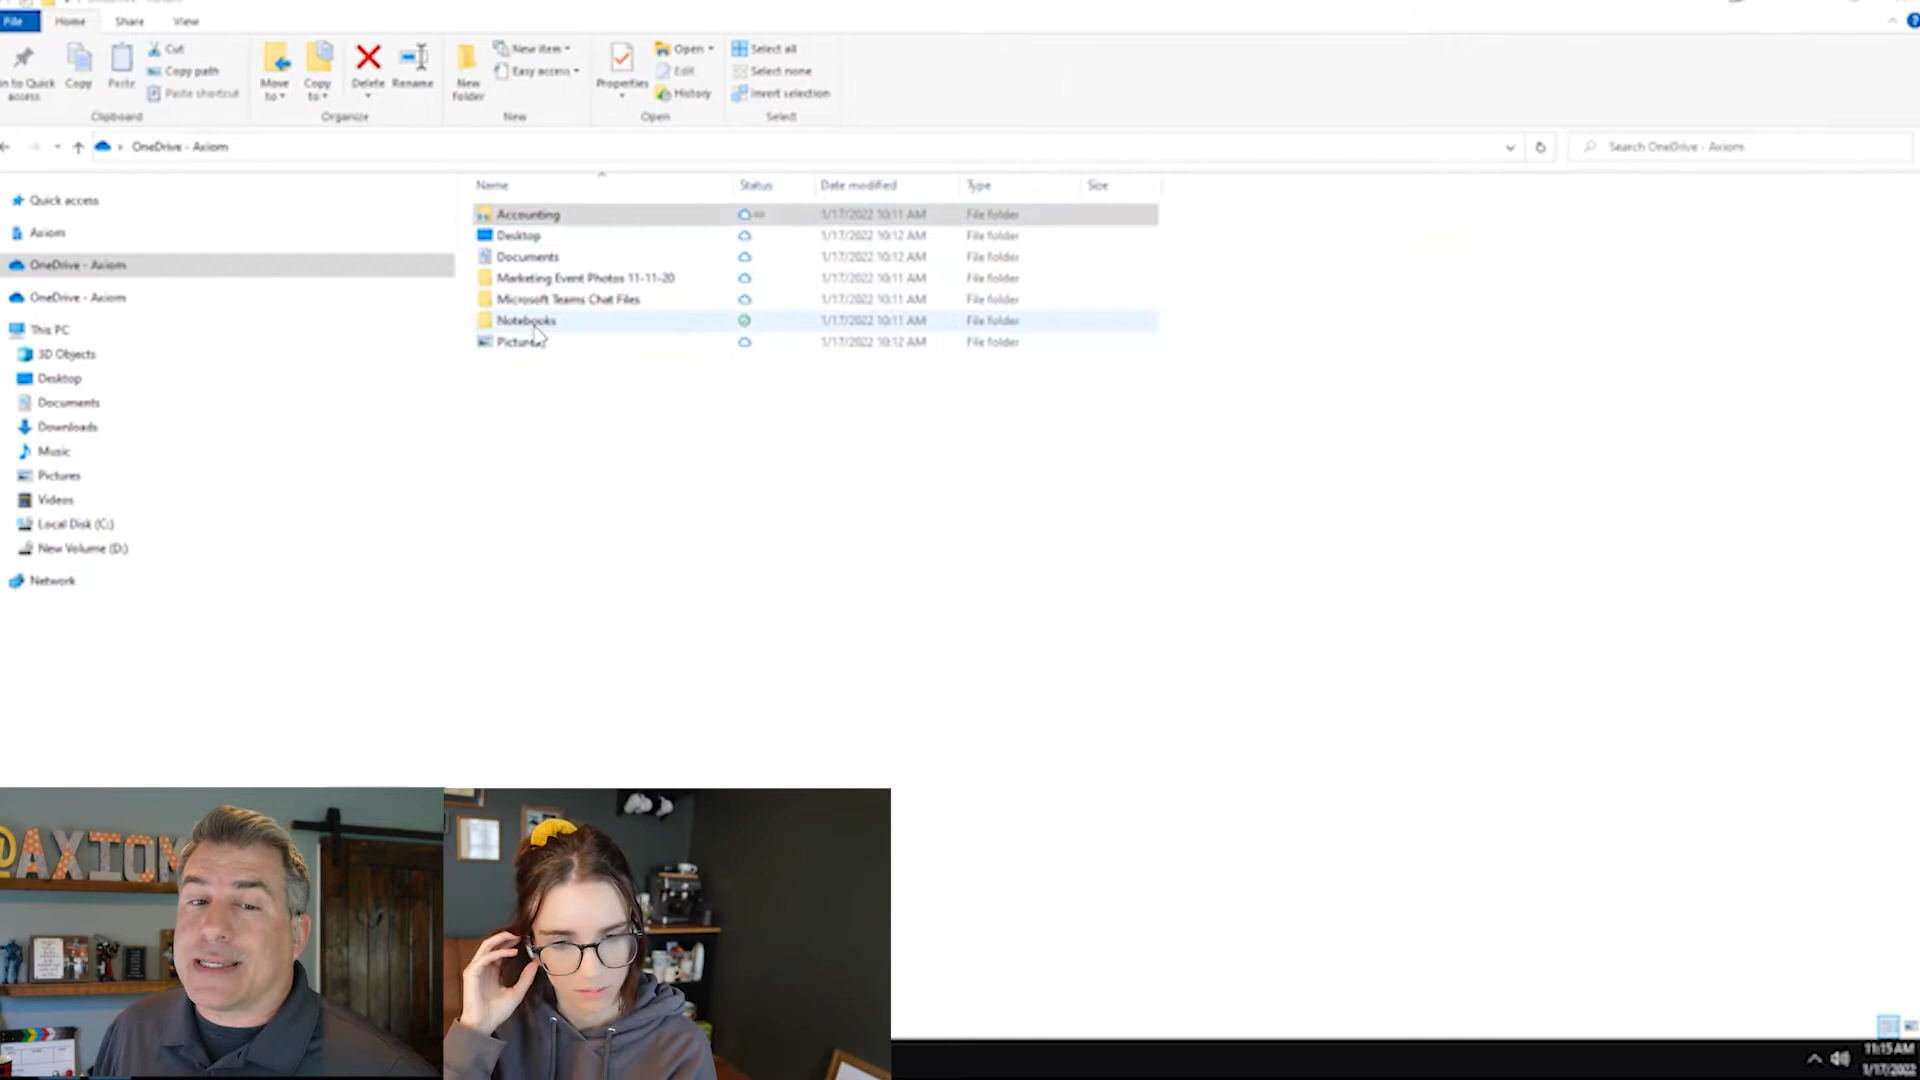 File Home Share View
Cut
Copy path
Paste shortcut
Copy Paste
Clipboard
Move to Copy to Delete Rename
Organize
New folder
New item
Easy access
New
Properties
Open
Edit
History
Open
Select all
Select none
Invert selection
Select
in to Quick access
OneDrive - Axiom
Search OneDrive - Axiom
Quick access
Axiom
OneDrive - Axiom
OneDrive - Axiom
This PC
3D Objects
Desktop
Documents
Downloads
Music
Pictures
Videos
Local Disk (C:)
New Volume (D:)
Network
Name Status Date modified Type Size
Accounting 1/17/2022 10:11 AM File folder
Desktop 1/17/2022 10:12 AM File folder
Documents 1/17/2022 10:12 AM File folder
Marketing Event Photos 11-11-20 1/17/2022 10:11 AM File folder
Microsoft Teams Chat Files 1/17/2022 10:11 AM File folder
Notebooks 1/17/2022 10:11 AM File folder
Pictures 1/17/2022 10:12 AM File folder
@AXIOM
11:15 AM
1/17/2022